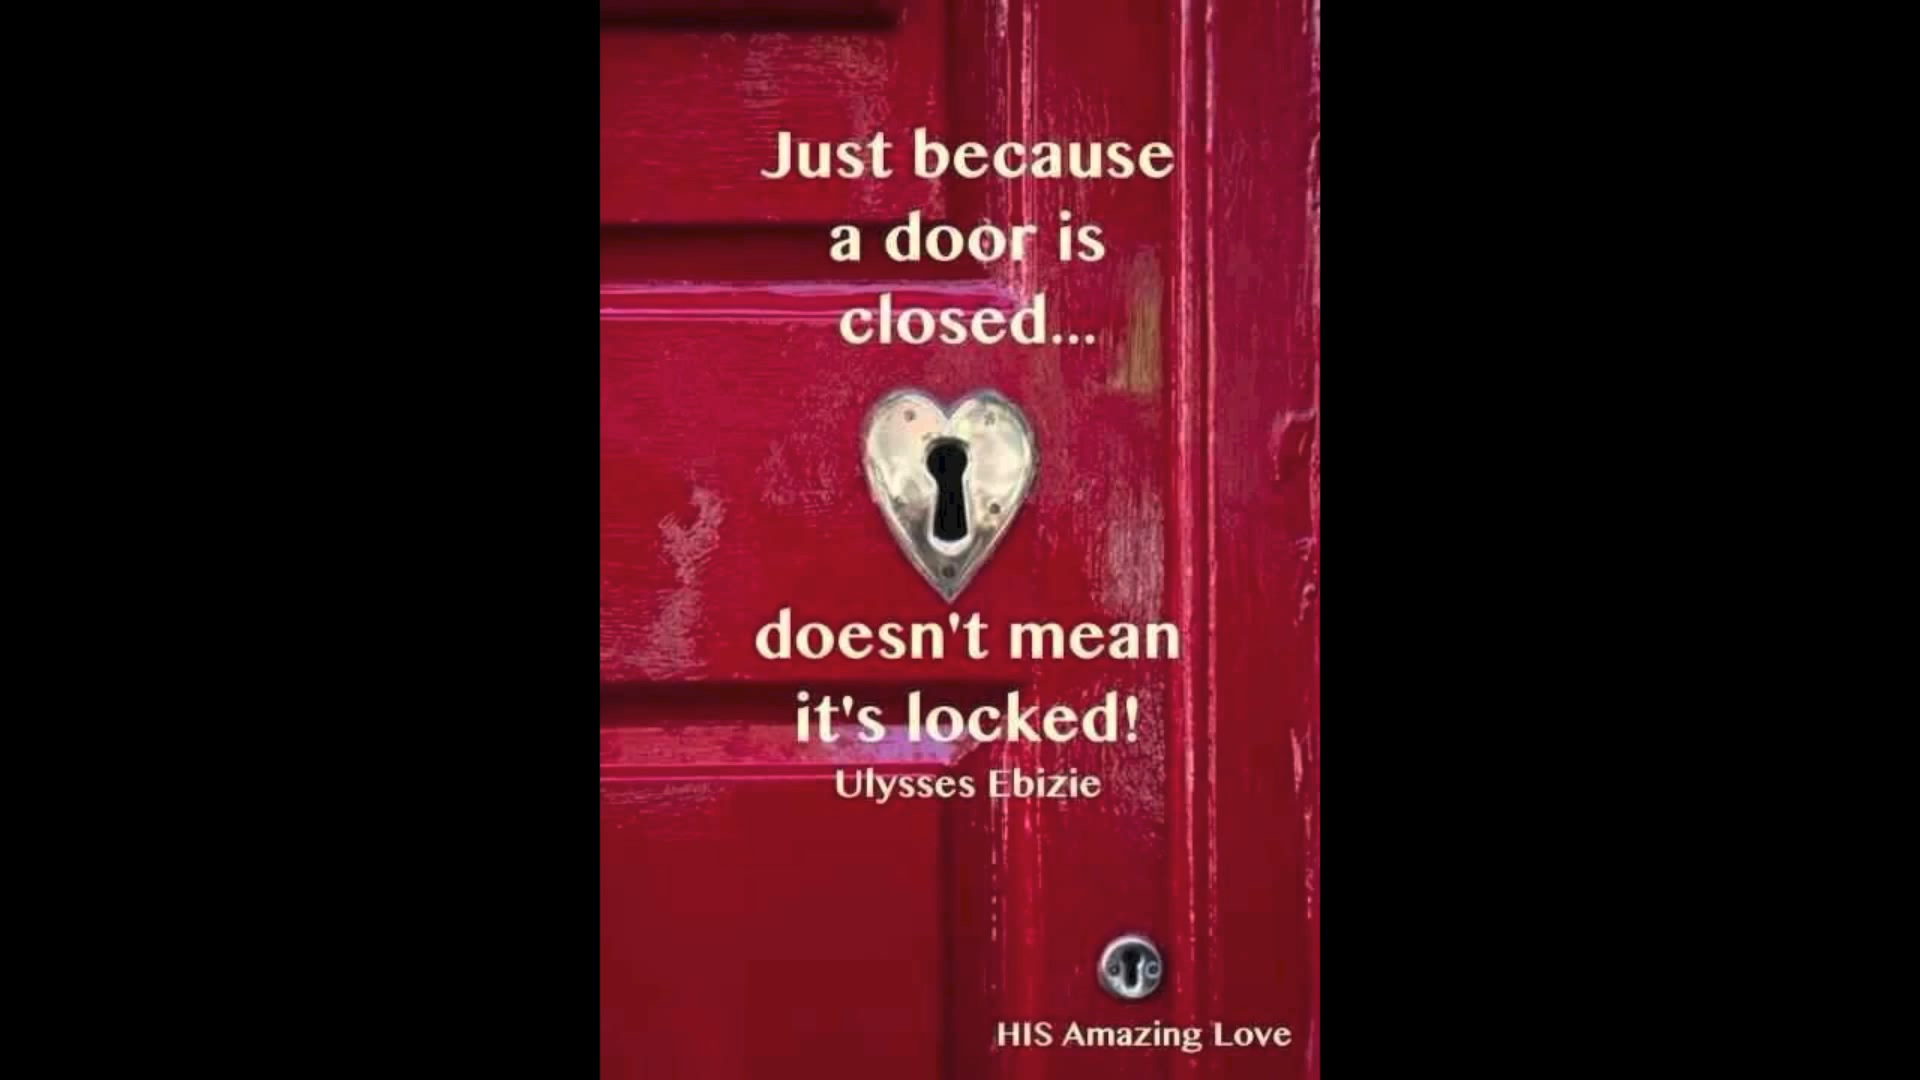 Just because
a door is
closed...
doesn't mean
it's locked!
Ulysses Ebizie
HIS Amazing Love